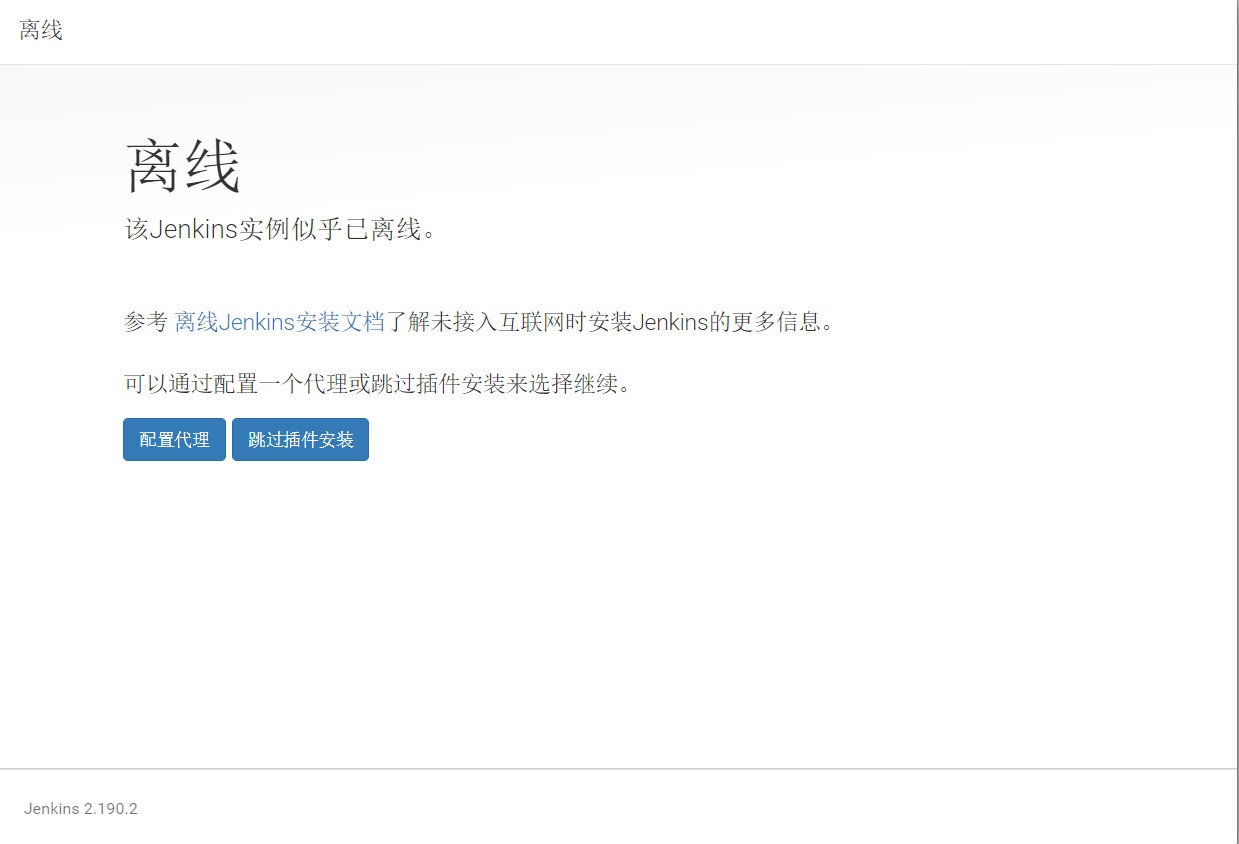 离线
离线
该Jenkins实例似乎已离线。
参考 离线Jenkins安装文档了解未接入互联网时安装Jenkins的更多信息。
可以通过配置一个代理或跳过插件安装来选择继续。
配置代理 跳过插件安装
Jenkins 2.190.2